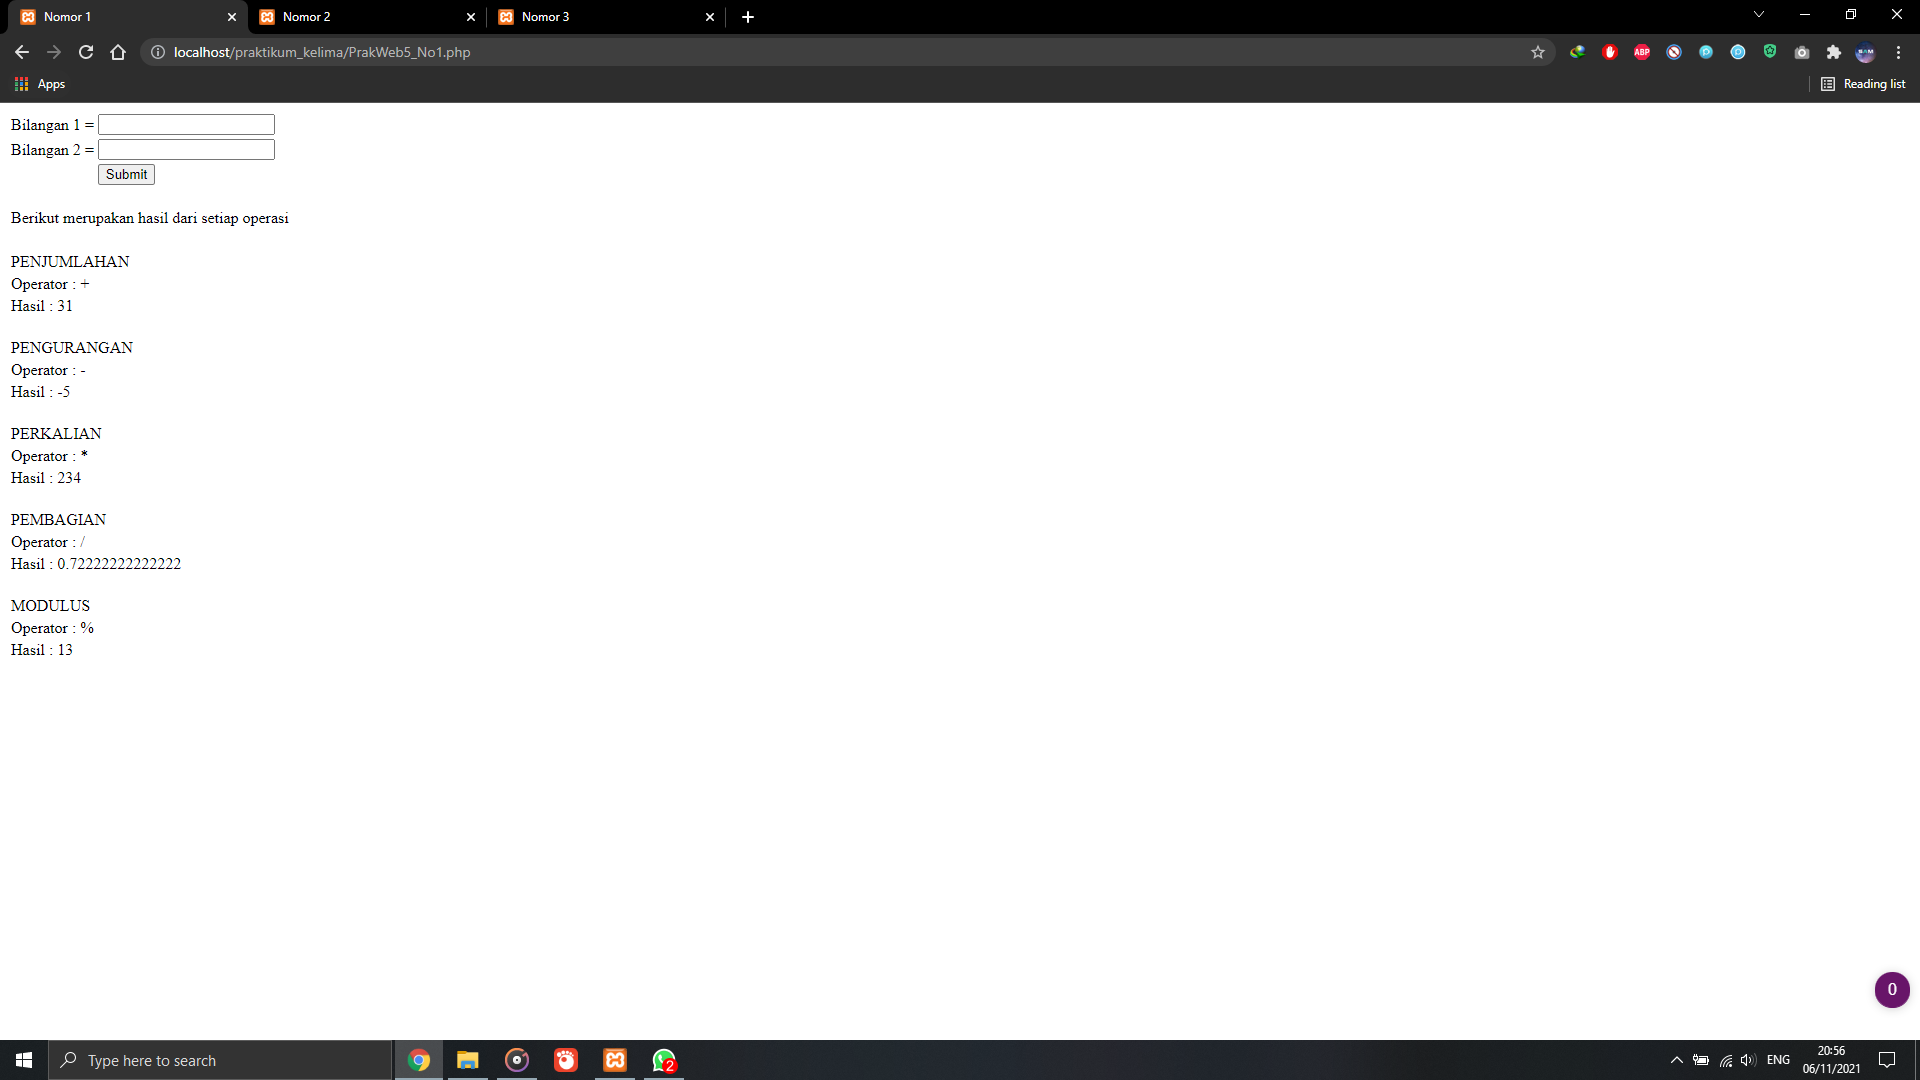 Nomor 1
Nomor 2
Nomor 3
localhost/praktikum_kelima/PrakWeb5_No1.php
ABP
Apps
Reading list
Bilangan 1 =
Bilangan 2 =
Submit
Berikut merupakan hasil dari setiap operasi
PENJUMLAHAN
Operator : +
Hasil : 31
PENGURANGAN
Operator : -
Hasil : -5
PERKALIAN
Operator : *
Hasil : 234
PEMBAGIAN
Operator : /
Hasil : 0.72222222222222
MODULUS
Operator : %
Hasil : 13
0
Type here to search
2
ENG
20:56
06/11/2021